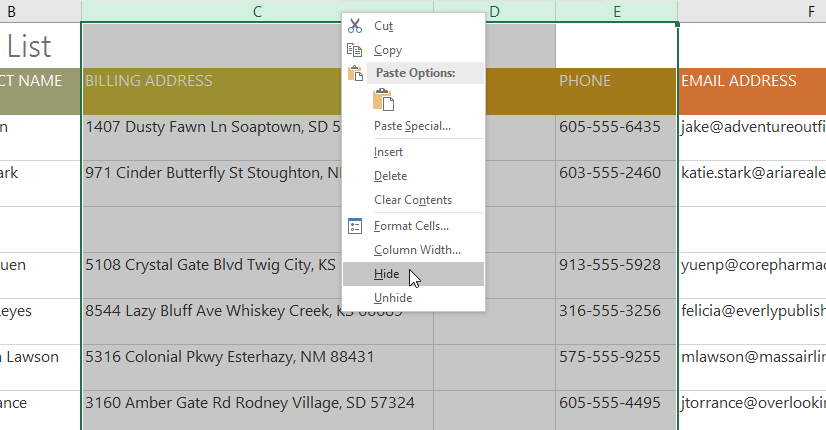 B C D E F
List
CT NAME BILLING ADDRESS PHONE EMAIL ADDRESS
n 1407 Dusty Fawn Ln Soaptown, SD 5 605-555-6435 jake@adventureoutfi
ark 971 Cinder Butterfly St Stoughton, N 603-555-2460 katie.stark@ariareale
uen 5108 Crystal Gate Blvd Twig City, KS 913-555-5928 yuenp@corepharmac
Reyes 8544 Lazy Bluff Ave Whiskey Creek, KS 66089 316-555-3256 felicia@everlypublish
n Lawson 5316 Colonial Pkwy Esterhazy, NM 88431 575-555-9255 mlawson@massairlin
ance 3160 Amber Gate Rd Rodney Village, SD 57324 605-555-4495 jtorrance@overlookin
Cut
Copy
Paste Options:
Paste Special...
Insert
Delete
Clear Contents
Format Cells...
Column Width...
Hide
Unhide